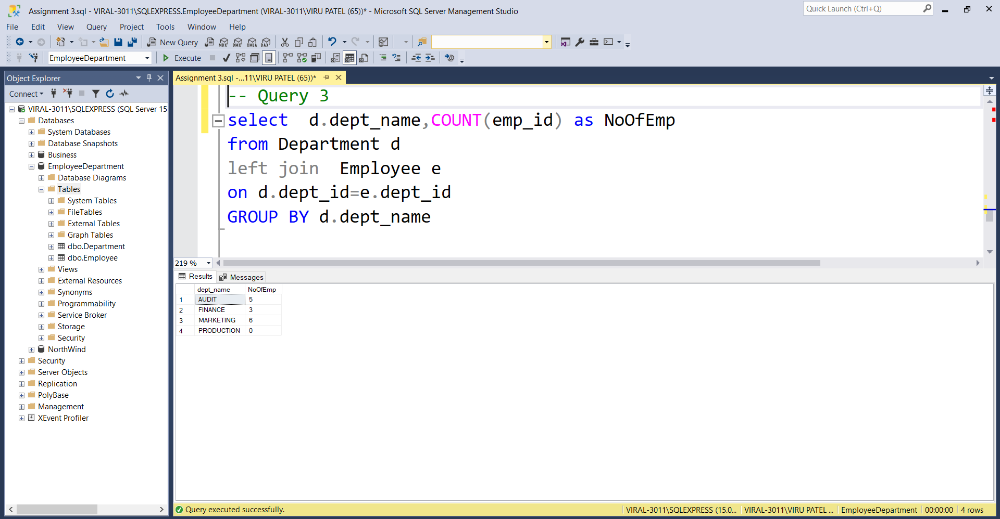 Assignment 3.sql - VIRAL-3011\SQLEXPRESS.EmployeeDepartment (VIRAL-3011\VIRU PATEL (65))* - Microsoft SQL Server Management Studio
Quick Launch (Ctrl+Q)
File Edit View Query Project Tools Window Help
New Query MDX DMX XMLA DAX
EmployeeDepartment Execute
Object Explorer
Connect
VIRAL-3011\SQLEXPRESS (SQL Server 15
Databases
System Databases
Database Snapshots
Business
EmployeeDepartment
Database Diagrams
Tables
System Tables
FileTables
External Tables
Graph Tables
dbo.Department
dbo.Employee
Views
External Resources
Synonyms
Programmability
Service Broker
Storage
Security
NorthWind
Security
Server Objects
Replication
PolyBase
Management
XEvent Profiler
Assignment 3.sql -...11\VIRU PATEL (65))*
-- Query 3
select  d.dept_name,COUNT(emp_id) as NoOfEmp
from Department d
left join  Employee e
on d.dept_id=e.dept_id
GROUP BY d.dept_name
219 %
Results Messages
dept_name NoOfEmp
1 AUDIT 5
2 FINANCE 3
3 MARKETING 6
4 PRODUCTION 0
Query executed successfully. VIRAL-3011\SQLEXPRESS (15.0... VIRAL-3011\VIRU PATEL ... EmployeeDepartment 00:00:00 4 rows